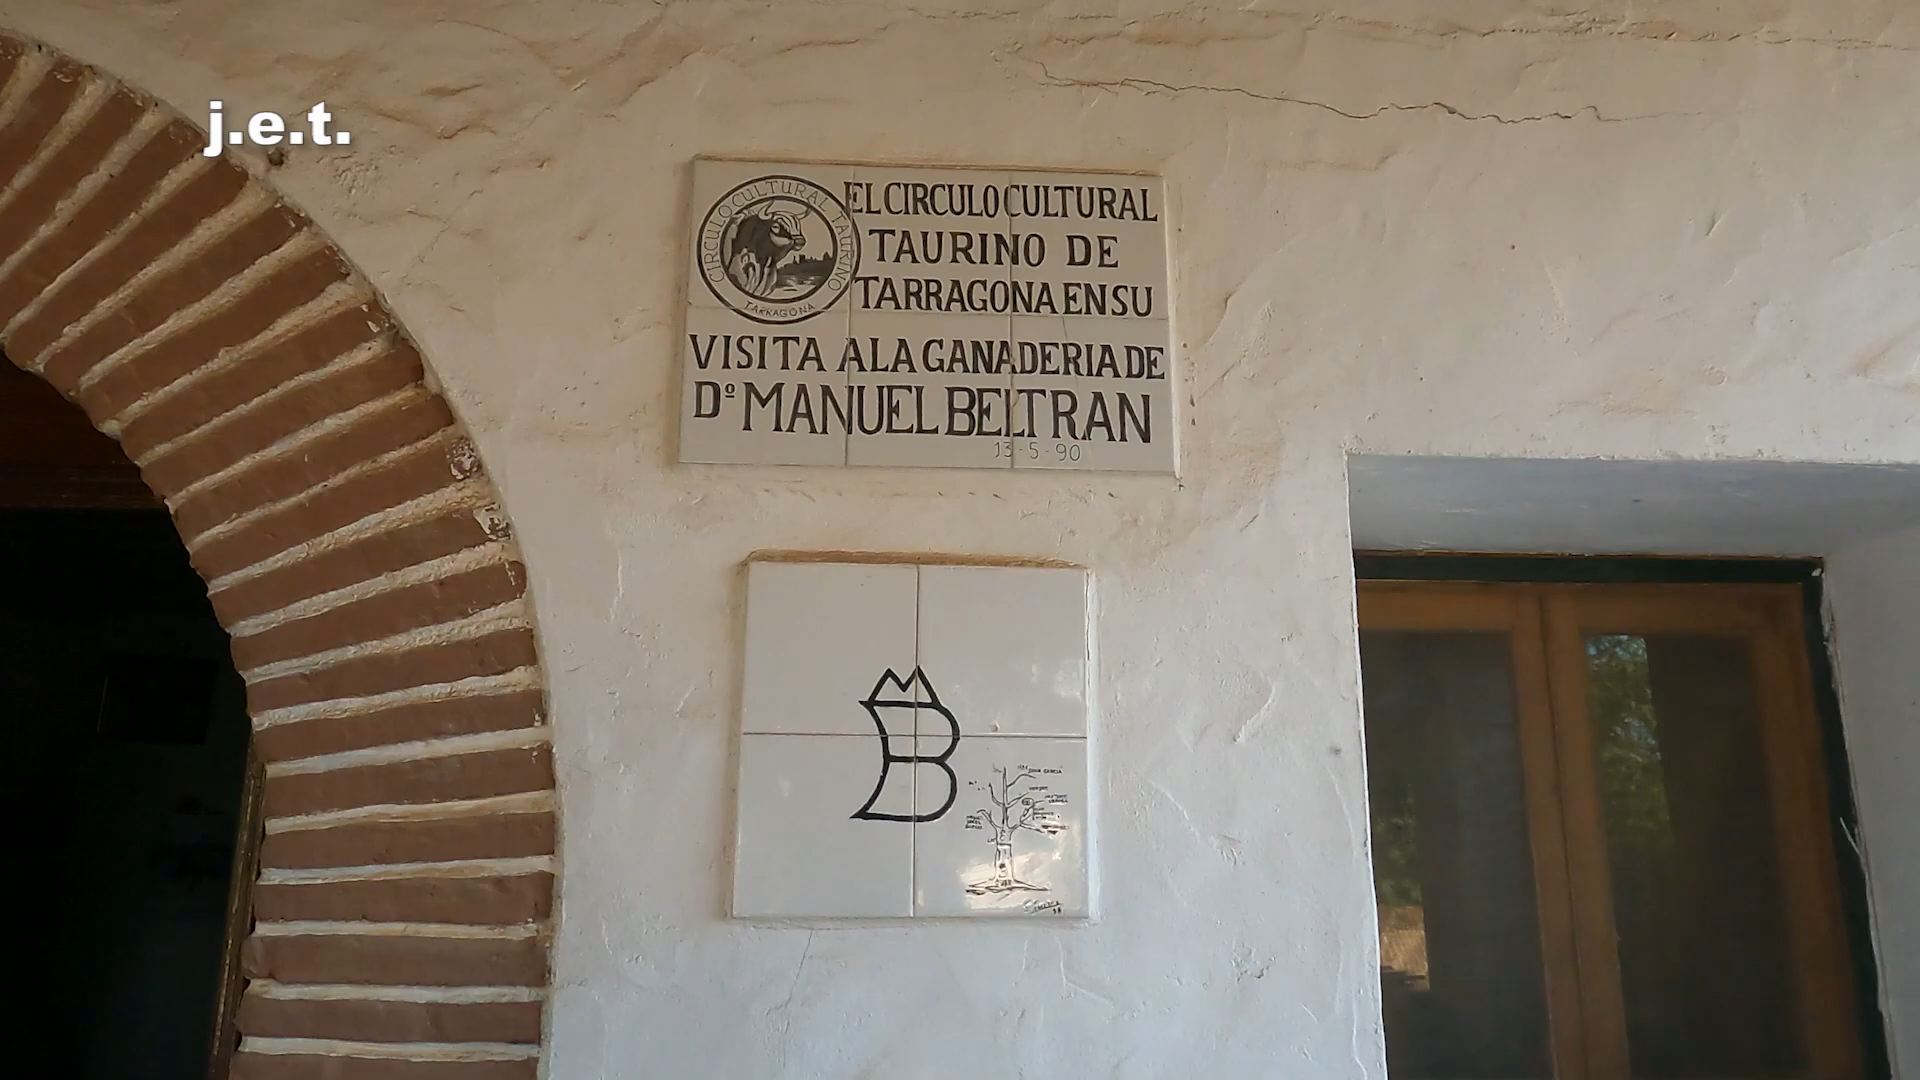 j.e.t.
CIRCULO CULTURAL TAURINO
TARRAGONA
EL CIRCULO CULTURAL
TAURINO DE
TARRAGONA EN SU
VISITA A LA GANADERIA DE
Dº MANUEL BELTRAN
13-5-90
MB